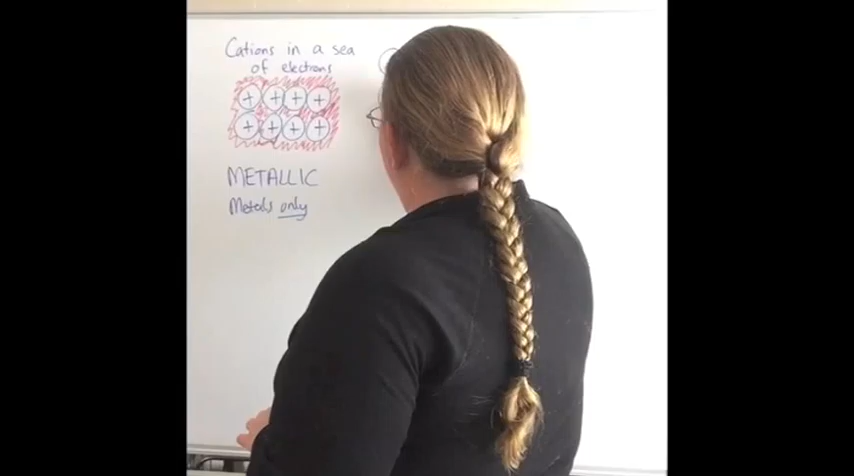 Cations in a sea
of electrons
+ + + +
+ + + +
METALLIC
Metals only